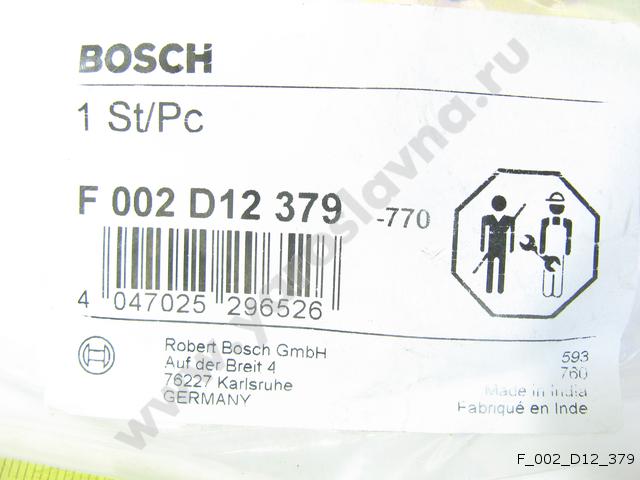 BOSCH
1 St/Pc
F 002 D12 379 -770
4 047025 296526
Robert Bosch GmbH
Auf der Breit 4
76227 Karlsruhe
GERMANY
593
760
Made in India
Fabriqué en Inde
www.yaroslavna.ru
F_002_D12_379